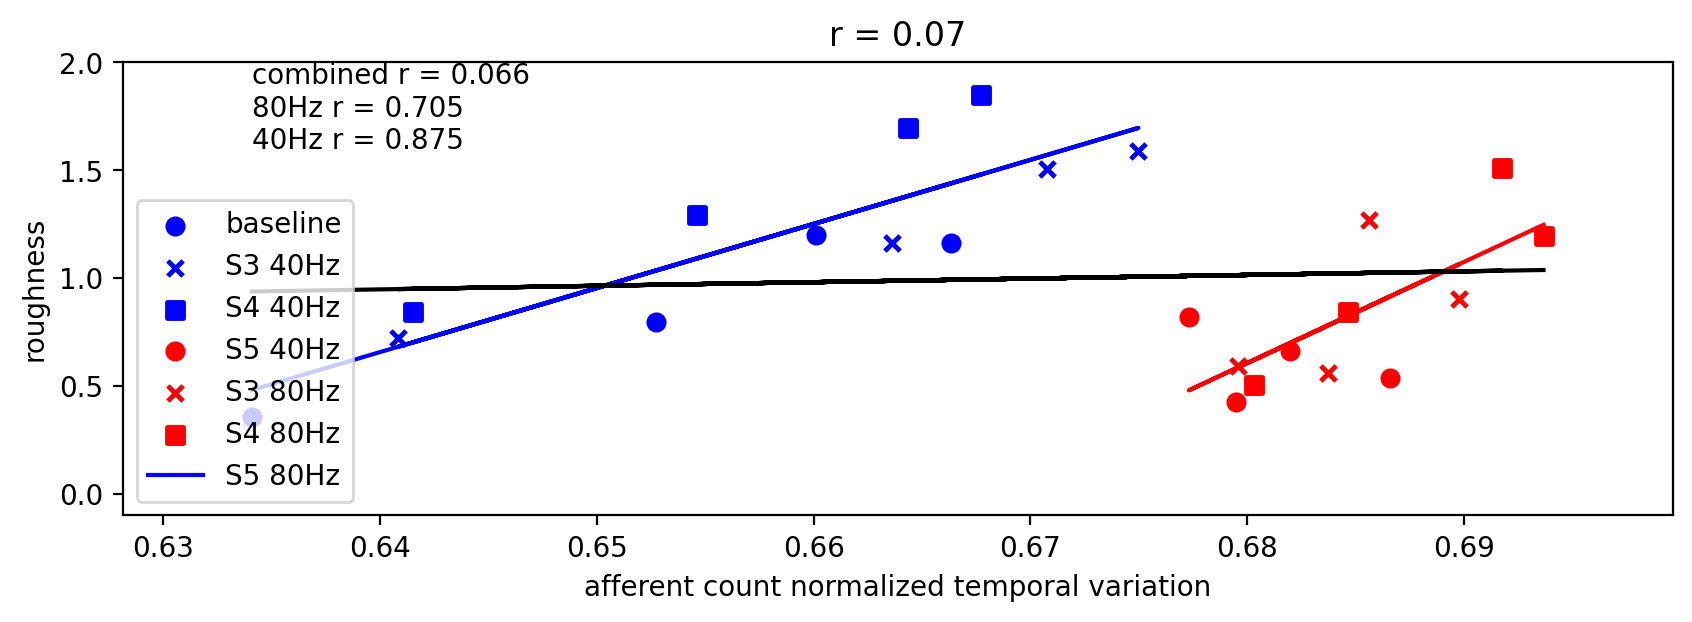 r = 0.07
combined r = 0.066
80Hz r = 0.705
40Hz r = 0.875
2.0
1.5
1.0
0.5
0.0
roughness
baseline
S3 40Hz
S4 40Hz
S5 40Hz
S3 80Hz
S4 80Hz
S5 80Hz
0.63 0.64 0.65 0.66 0.67 0.68 0.69
afferent count normalized temporal variation